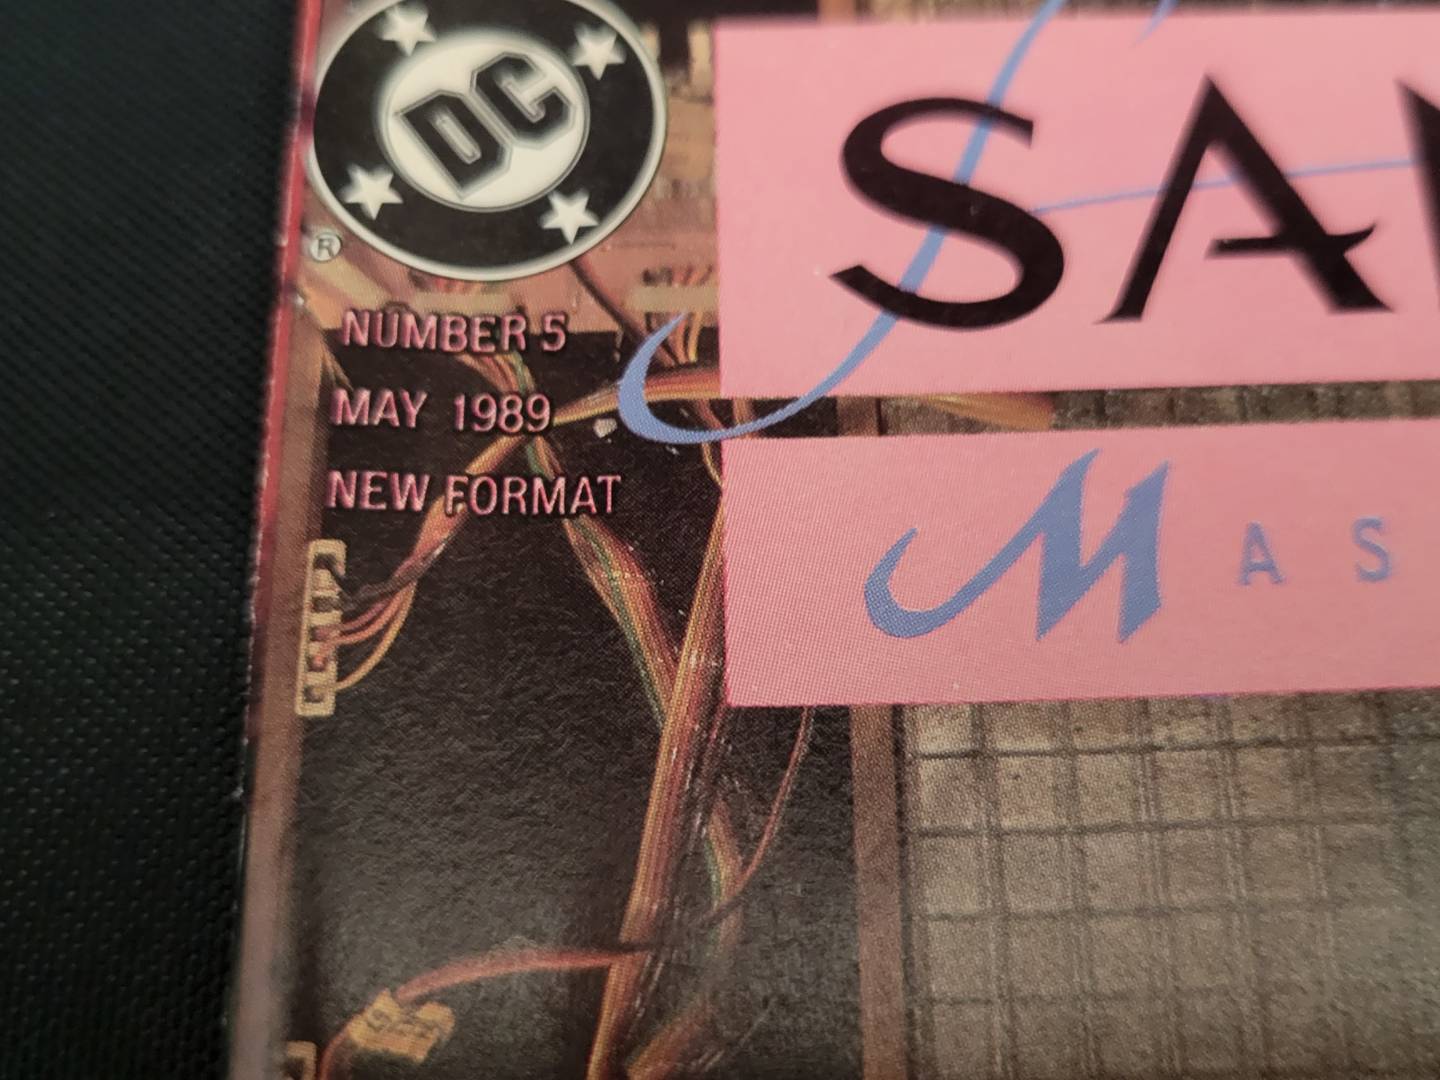 DC
®
NUMBER 5
MAY 1989
NEW FORMAT
SA
MAS